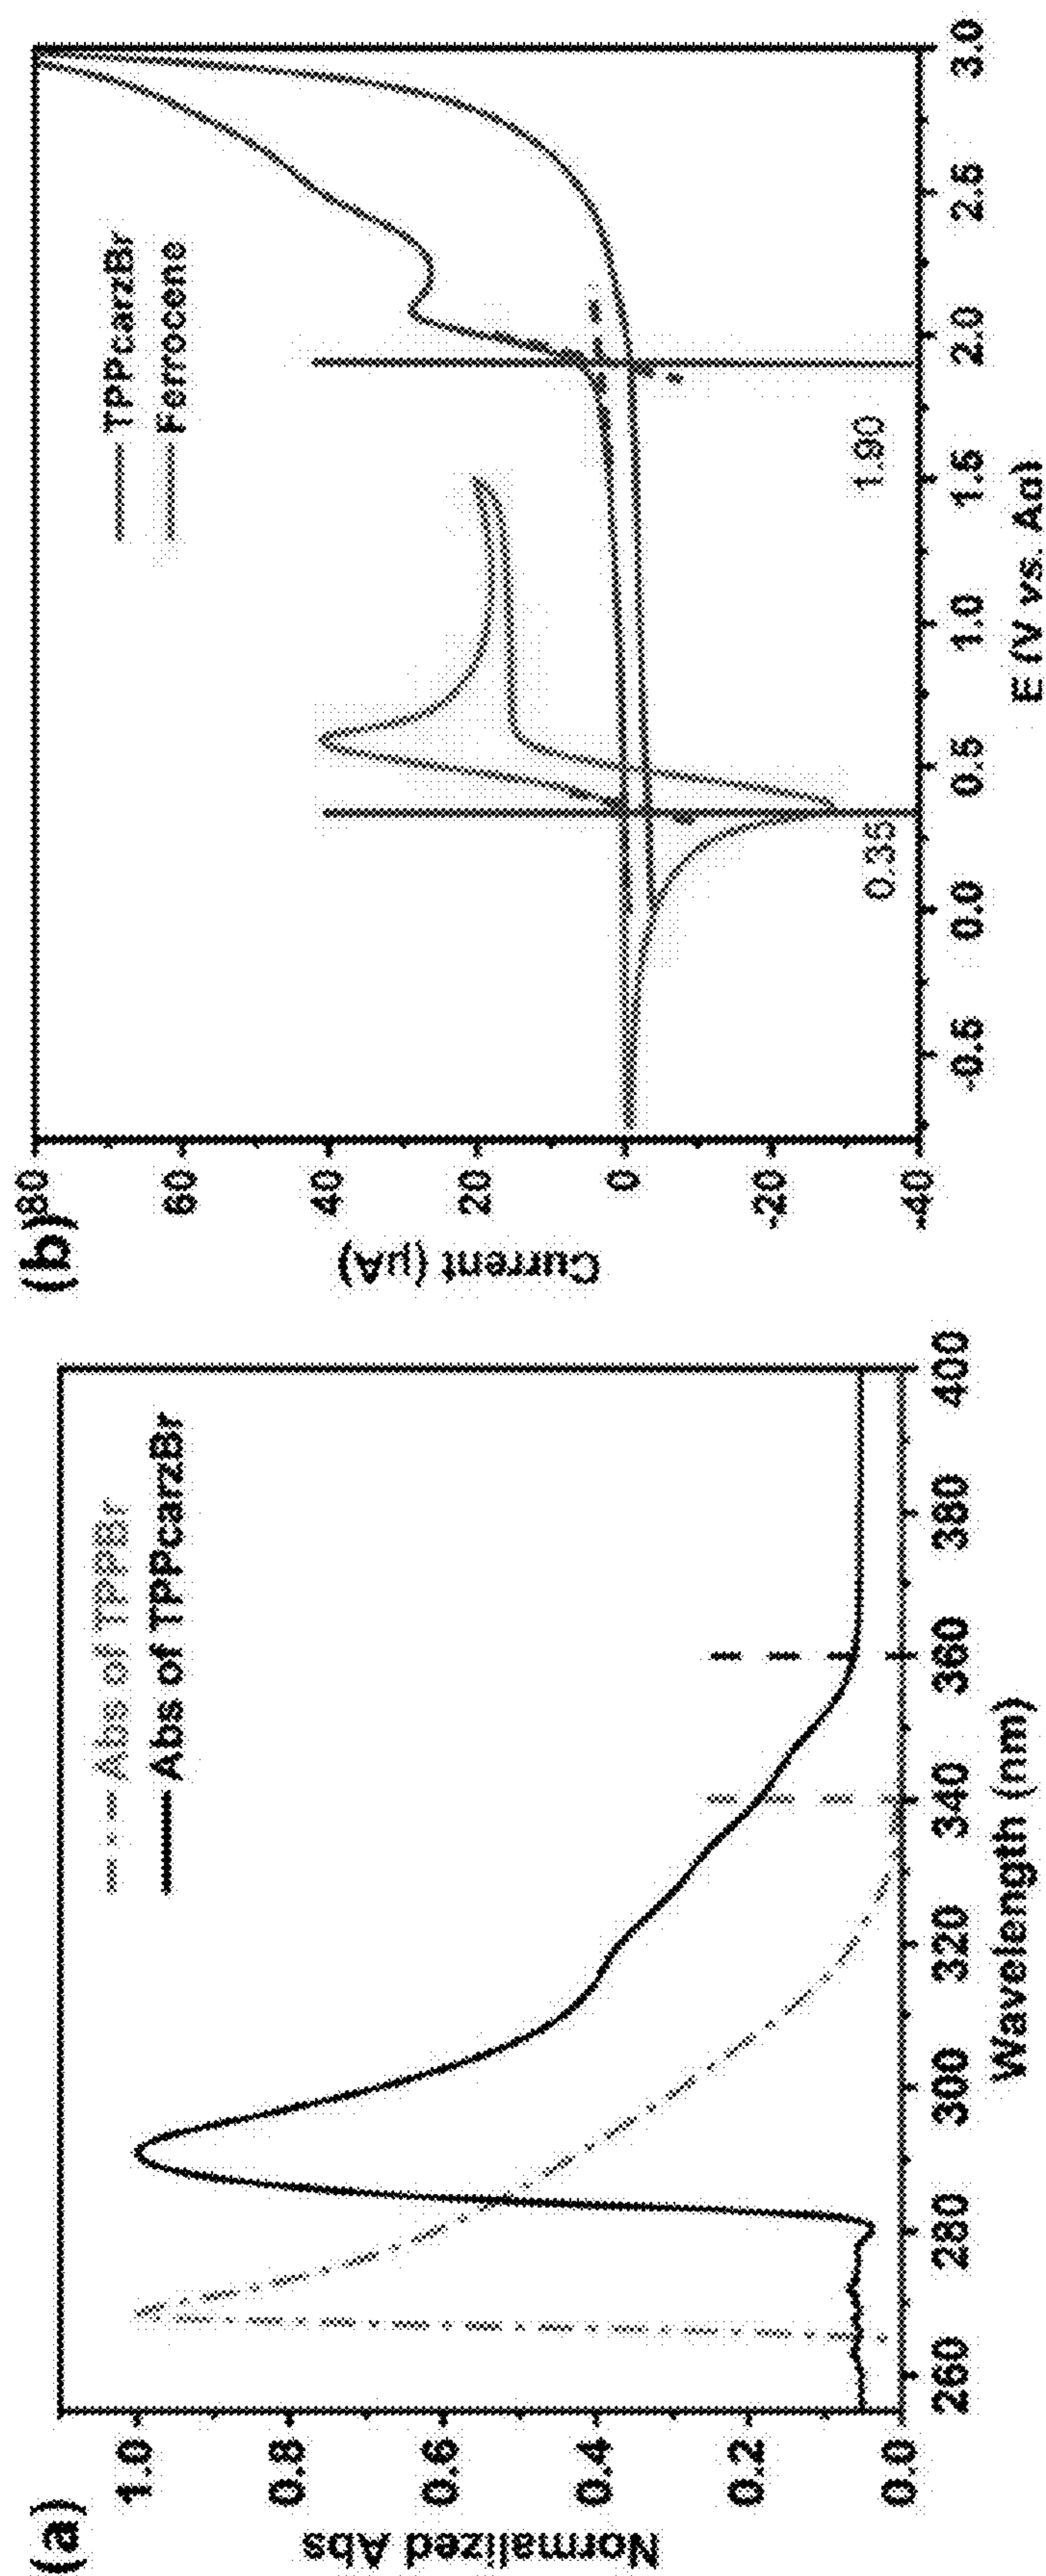 (a)
Normalized Abs
1.0
0.8
0.6
0.4
0.2
0.0
Abs of TPPBr
Abs of TPPcarzBr
260 280 300 320 340 360 380 400
Wavelength (nm)
(b)
Current (µA)
80
60
40
20
0
-20
-40
TPPcarzBr
Ferrocene
0.35
1.90
-0.5 0.0 0.5 1.0 1.5 2.0 2.5 3.0
E (V vs. Ag)